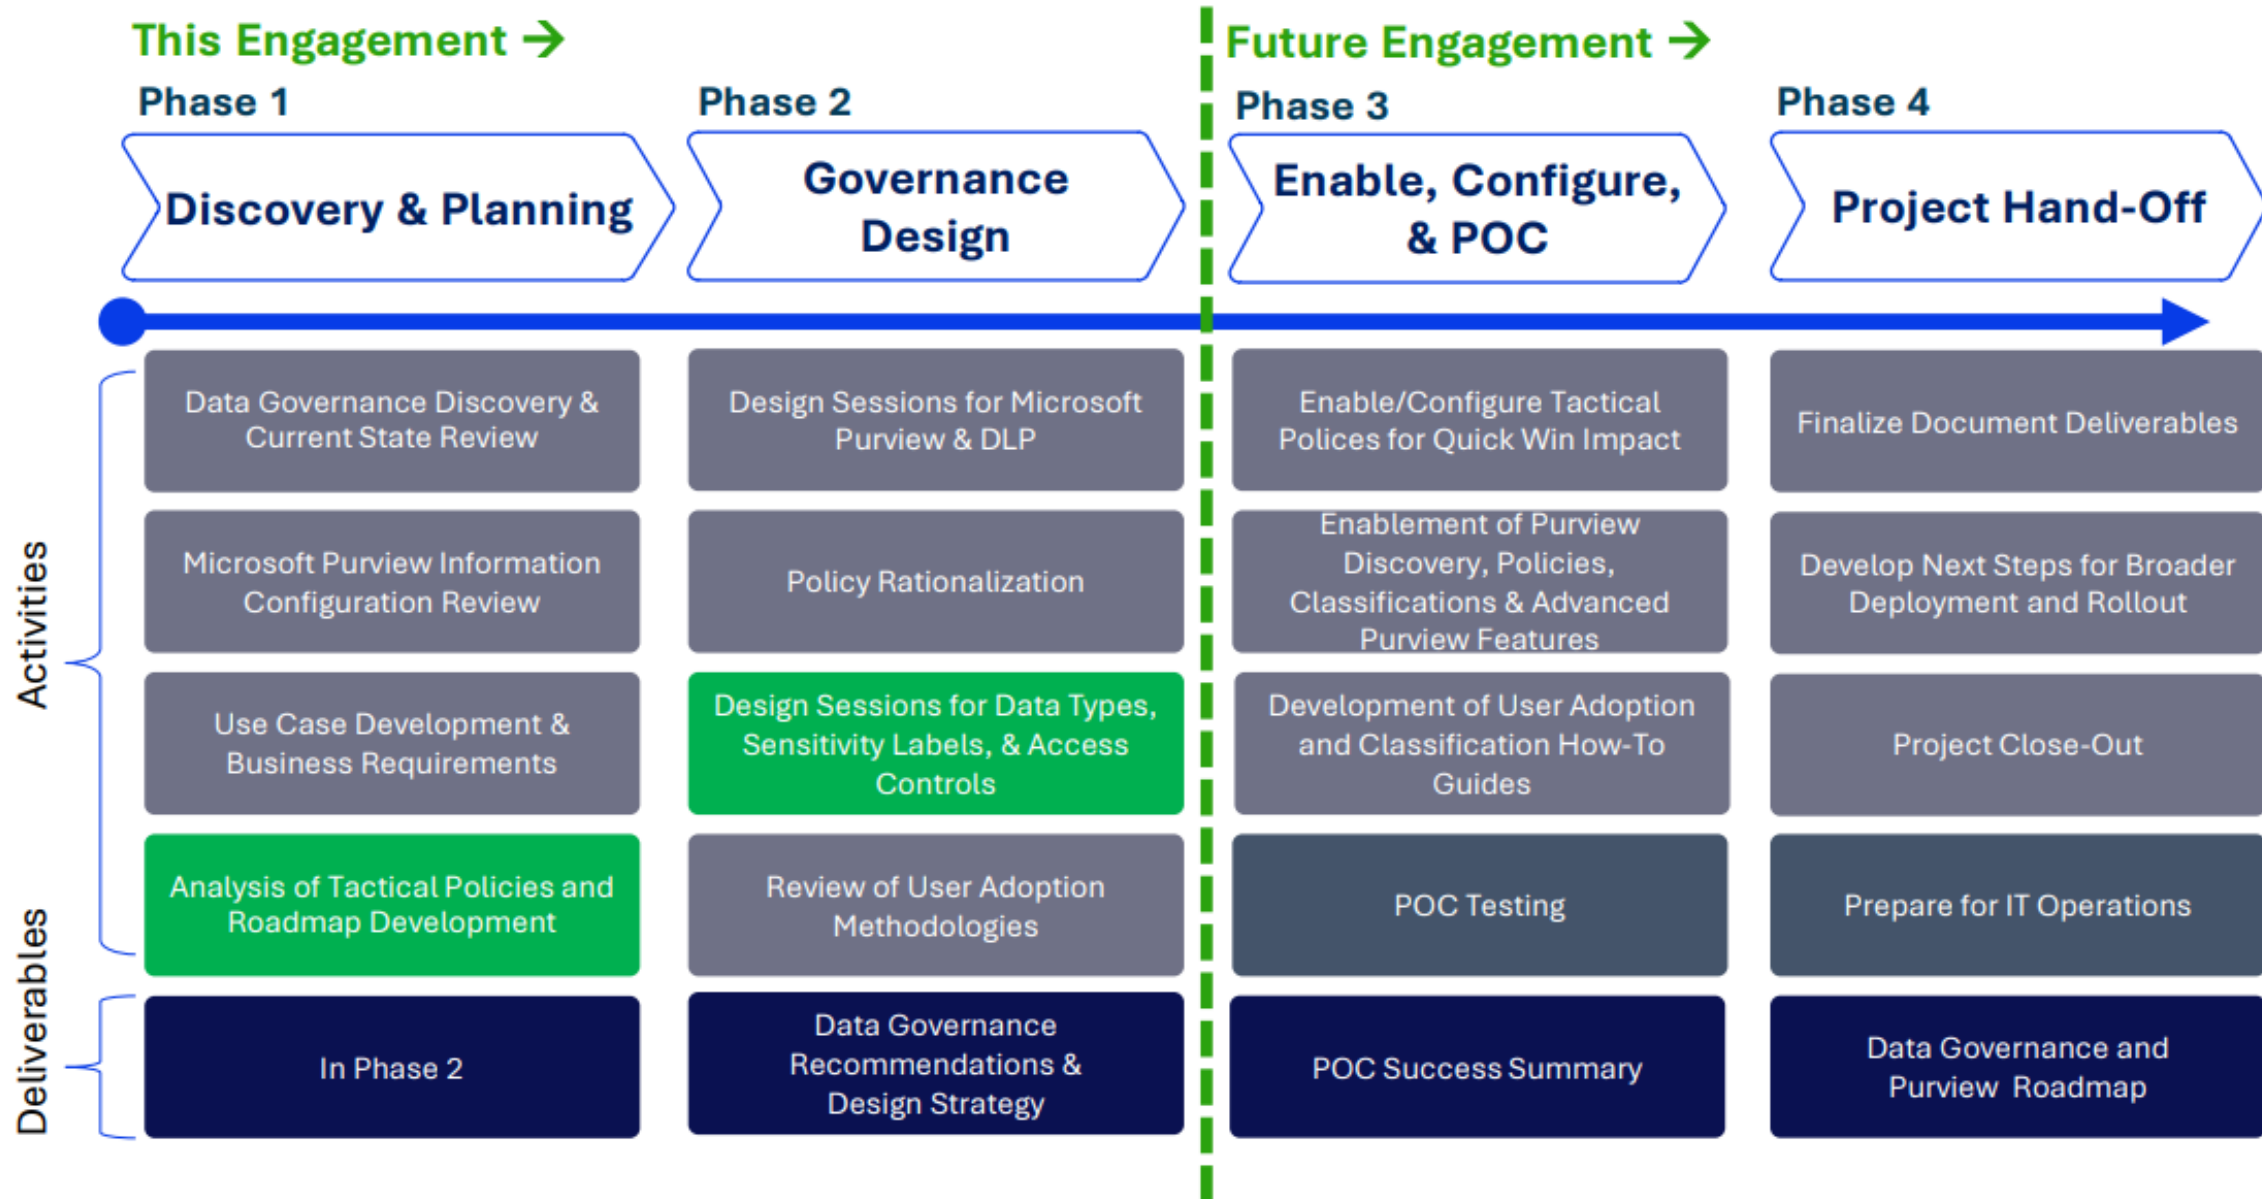 This Engagement →
Future Engagement →
Phase 1
Phase 2
Phase 3
Phase 4
Discovery & Planning
Governance
Design
Enable, Configure,
& POC
Project Hand-Off
Activities
Data Governance Discovery &
Current State Review
Design Sessions for Microsoft
Purview & DLP
Enable/Configure Tactical
Polices for Quick Win Impact
Finalize Document Deliverables
Microsoft Purview Information
Configuration Review
Policy Rationalization
Enablement of Purview
Discovery, Policies,
Classifications & Advanced
Purview Features
Develop Next Steps for Broader
Deployment and Rollout
Use Case Development &
Business Requirements
Design Sessions for Data Types,
Sensitivity Labels, & Access
Controls
Development of User Adoption
and Classification How-To
Guides
Project Close-Out
Analysis of Tactical Policies and
Roadmap Development
Review of User Adoption
Methodologies
POC Testing
Prepare for IT Operations
Deliverables
In Phase 2
Data Governance
Recommendations &
Design Strategy
POC Success Summary
Data Governance and
Purview Roadmap